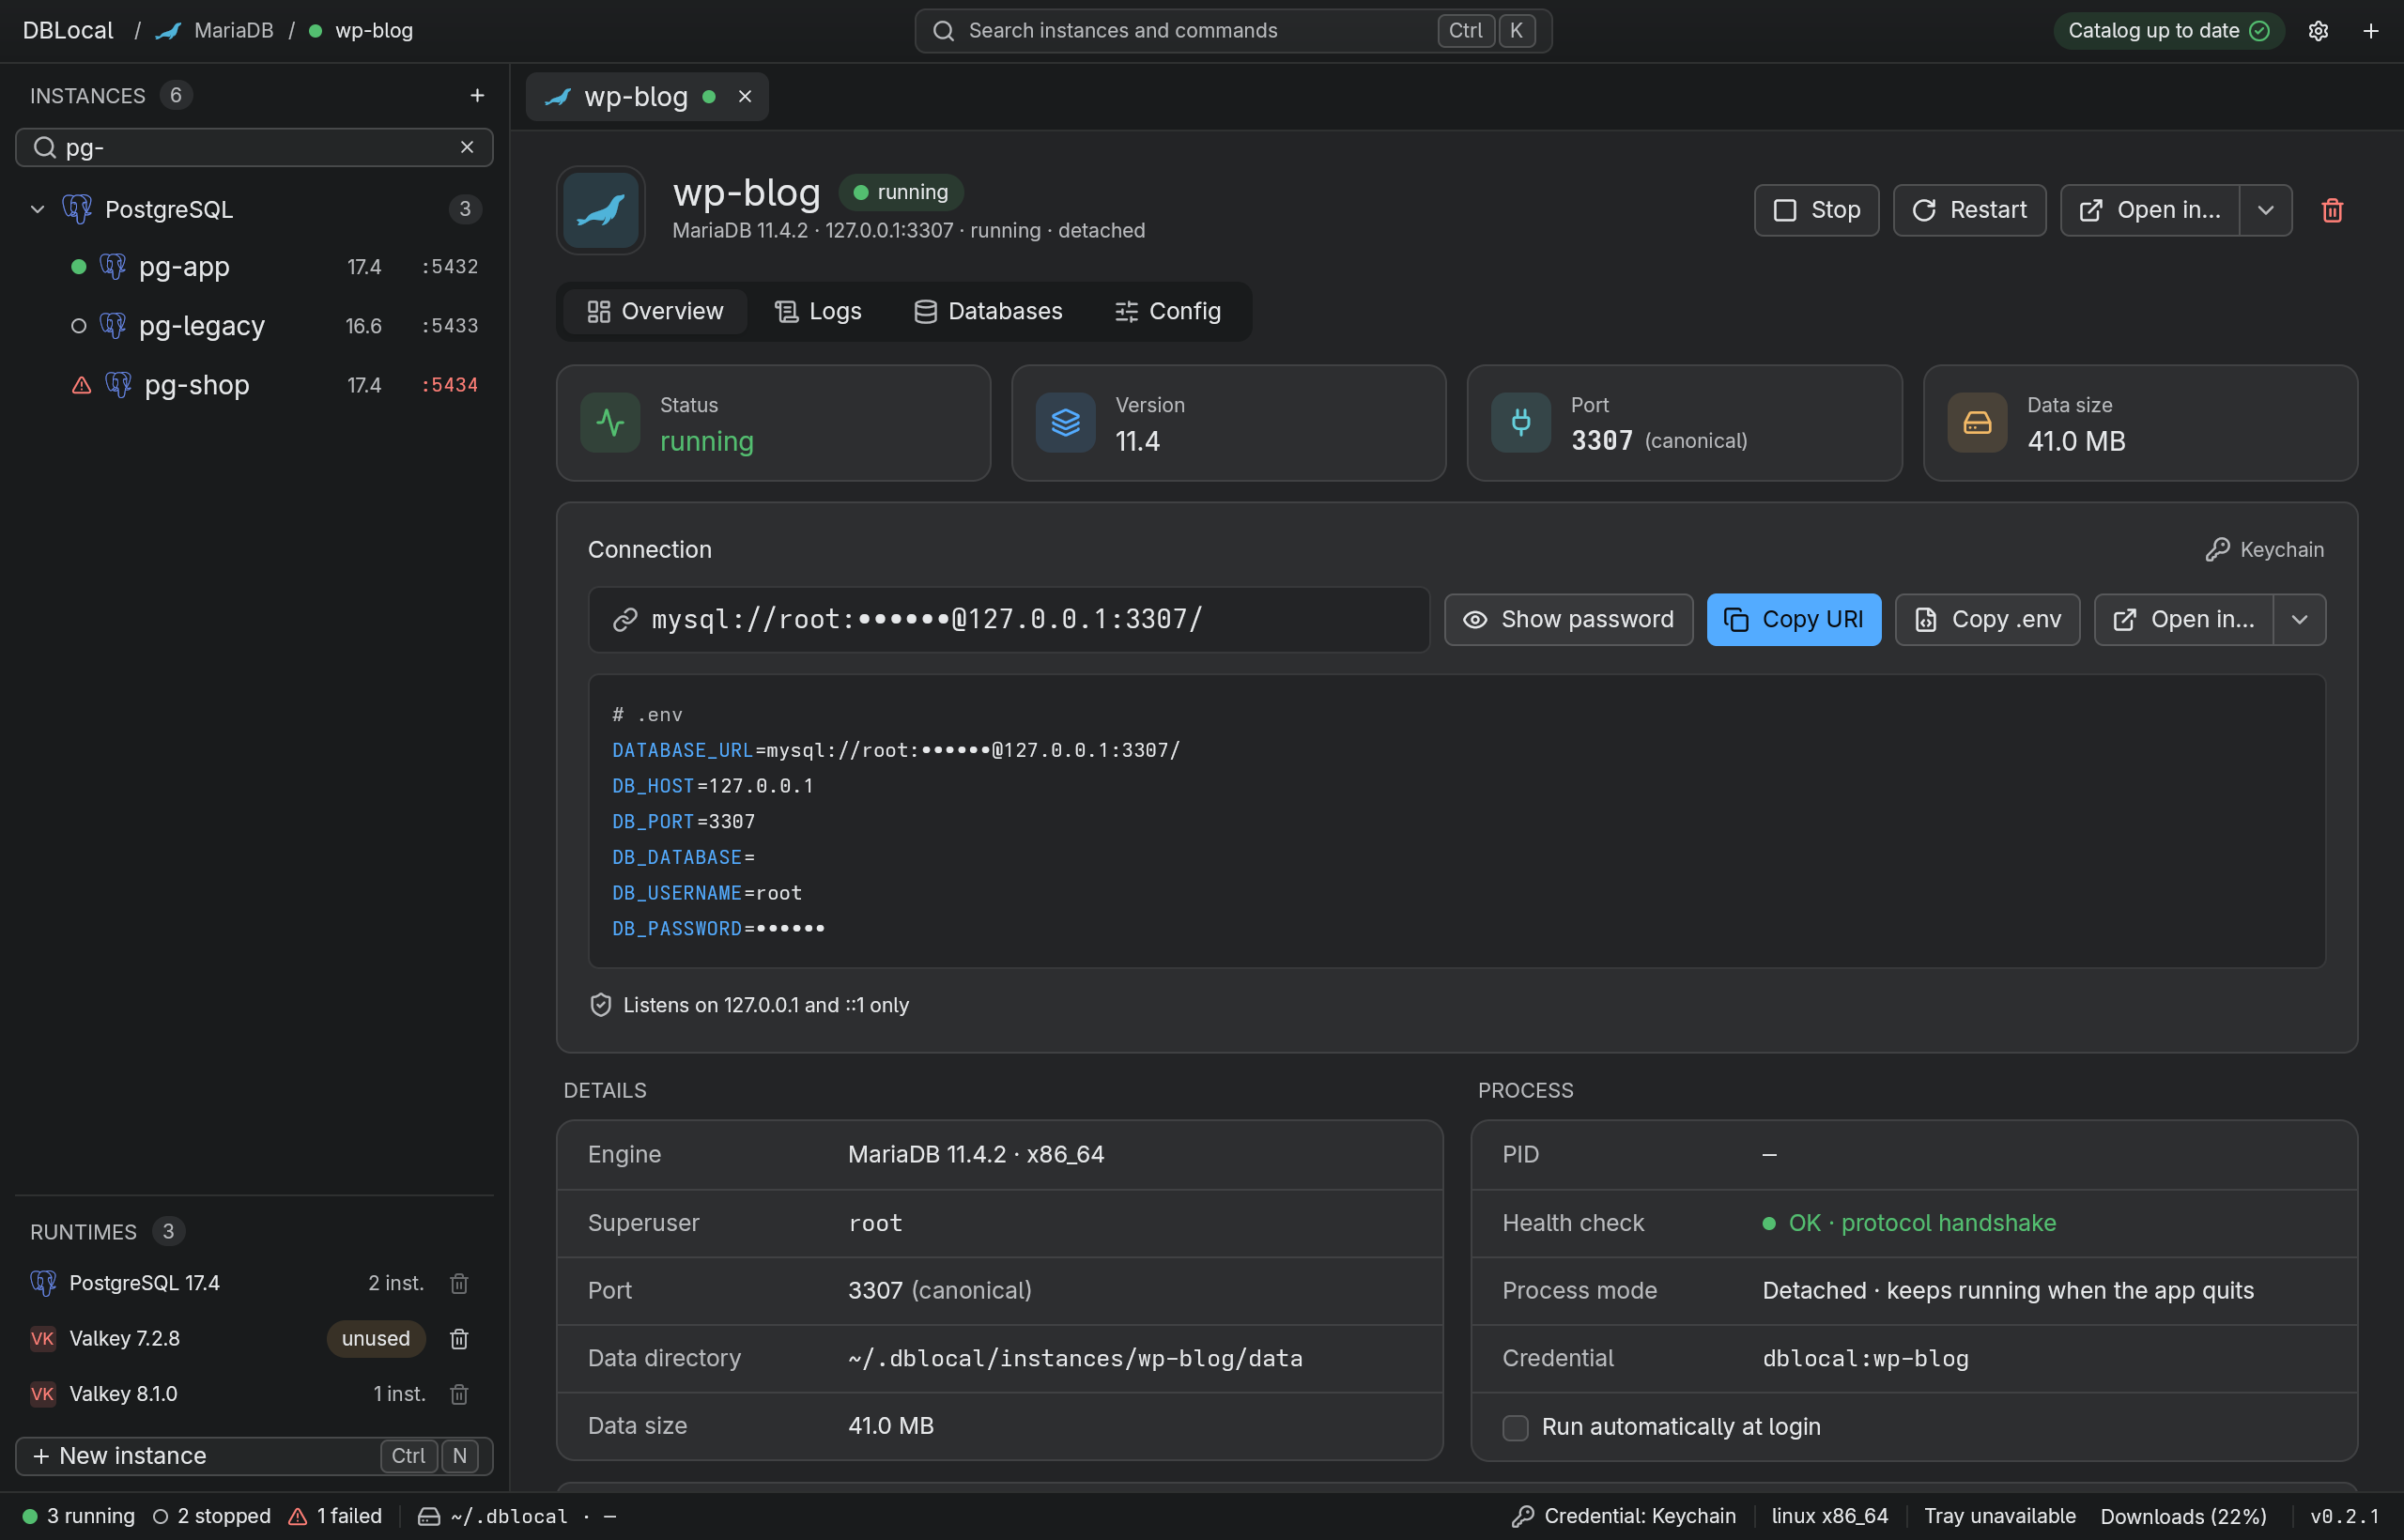 DBLocal / MariaDB / wp-blog
Search instances and commands Ctrl K
Catalog up to date
INSTANCES 6
pg-
PostgreSQL 3
pg-app 17.4 :5432
pg-legacy 16.6 :5433
pg-shop 17.4 :5434
RUNTIMES 3
PostgreSQL 17.4 2 inst.
VK Valkey 7.2.8 unused
VK Valkey 8.1.0 1 inst.
New instance Ctrl N
wp-blog
wp-blog running
MariaDB 11.4.2 · 127.0.0.1:3307 · running · detached
Stop Restart Open in...
Overview Logs Databases Config
Status
running
Version
11.4
Port
3307 (canonical)
Data size
41.0 MB
Connection Keychain
mysql://root:••••••@127.0.0.1:3307/
Show password Copy URI Copy .env Open in...
# .env
DATABASE_URL=mysql://root:••••••@127.0.0.1:3307/
DB_HOST=127.0.0.1
DB_PORT=3307
DB_DATABASE=
DB_USERNAME=root
DB_PASSWORD=••••••
Listens on 127.0.0.1 and ::1 only
DETAILS
Engine MariaDB 11.4.2 · x86_64
Superuser root
Port 3307 (canonical)
Data directory ~/.dblocal/instances/wp-blog/data
Data size 41.0 MB
PROCESS
PID —
Health check OK · protocol handshake
Process mode Detached · keeps running when the app quits
Credential dblocal:wp-blog
Run automatically at login
3 running 2 stopped 1 failed ~/.dblocal · —
Credential: Keychain linux x86_64 Tray unavailable Downloads (22%) v0.2.1